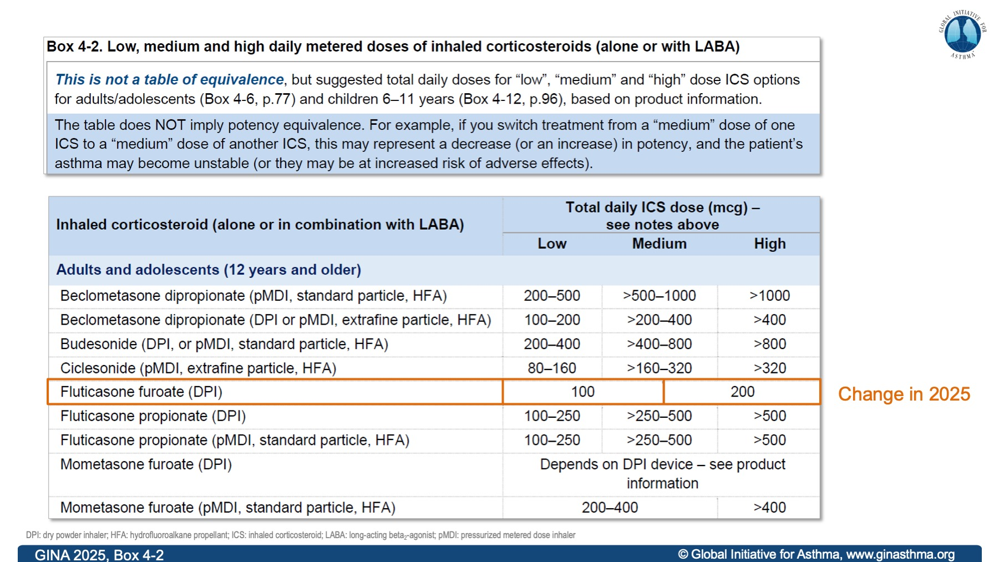 GLOBAL INITIATIVE FOR ASTHMA
Box 4-2. Low, medium and high daily metered doses of inhaled corticosteroids (alone or with LABA)
This is not a table of equivalence, but suggested total daily doses for “low”, “medium” and “high” dose ICS options
for adults/adolescents (Box 4-6, p.77) and children 6–11 years (Box 4-12, p.96), based on product information.
The table does NOT imply potency equivalence. For example, if you switch treatment from a “medium” dose of one
ICS to a “medium” dose of another ICS, this may represent a decrease (or an increase) in potency, and the patient’s
asthma may become unstable (or they may be at increased risk of adverse effects).
Inhaled corticosteroid (alone or in combination with LABA)
Total daily ICS dose (mcg) –
see notes above
Low Medium High
Adults and adolescents (12 years and older)
Beclometasone dipropionate (pMDI, standard particle, HFA) 200–500 >500–1000 >1000
Beclometasone dipropionate (DPI or pMDI, extrafine particle, HFA) 100–200 >200–400 >400
Budesonide (DPI, or pMDI, standard particle, HFA) 200–400 >400–800 >800
Ciclesonide (pMDI, extrafine particle, HFA) 80–160 >160–320 >320
Fluticasone furoate (DPI) 100 200 Change in 2025
Fluticasone propionate (DPI) 100–250 >250–500 >500
Fluticasone propionate (pMDI, standard particle, HFA) 100–250 >250–500 >500
Mometasone furoate (DPI) Depends on DPI device – see product
information
Mometasone furoate (pMDI, standard particle, HFA) 200–400 >400
DPI: dry powder inhaler; HFA: hydrofluoroalkane propellant; ICS: inhaled corticosteroid; LABA: long-acting beta₂-agonist; pMDI: pressurized metered dose inhaler
GINA 2025, Box 4-2 © Global Initiative for Asthma, www.ginasthma.org